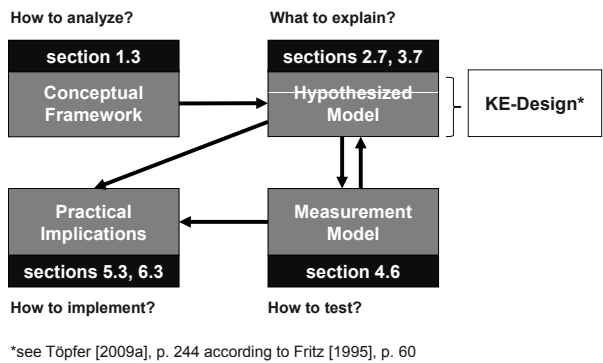 How to analyze?
What to explain?
section 1.3
sections 2.7, 3.7
Conceptual
Framework
Hypothesized
Model
KE-Design*
Practical
Implications
Measurement
Model
sections 5.3, 6.3
section 4.6
How to implement?
How to test?
*see Töpfer [2009a], p. 244 according to Fritz [1995], p. 60